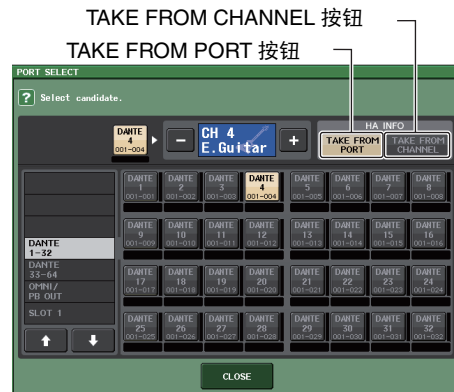 TAKE FROM CHANNEL 按钮
TAKE FROM PORT 按钮
PORT SELECT
? Select candidate.
HA INFO
DANTE 4 001-004
CH 4
E.Guitar
TAKE FROM PORT
TAKE FROM CHANNEL
DANTE 1 001-001
DANTE 2 001-002
DANTE 3 001-003
DANTE 4 001-004
DANTE 5 001-005
DANTE 6 001-006
DANTE 7 001-007
DANTE 8 001-008
DANTE 9 001-009
DANTE 10 001-010
DANTE 11 001-011
DANTE 12 001-012
DANTE 13 001-013
DANTE 14 001-014
DANTE 15 001-015
DANTE 16 001-016
DANTE 1-32
DANTE 33-64
OMNI/ PB OUT
SLOT 1
DANTE 17 001-017
DANTE 18 001-018
DANTE 19 001-019
DANTE 20 001-020
DANTE 21 001-021
DANTE 22 001-022
DANTE 23 001-023
DANTE 24 001-024
DANTE 25 001-025
DANTE 26 001-026
DANTE 27 001-027
DANTE 28 001-028
DANTE 29 001-029
DANTE 30 001-030
DANTE 31 001-031
DANTE 32 001-032
CLOSE